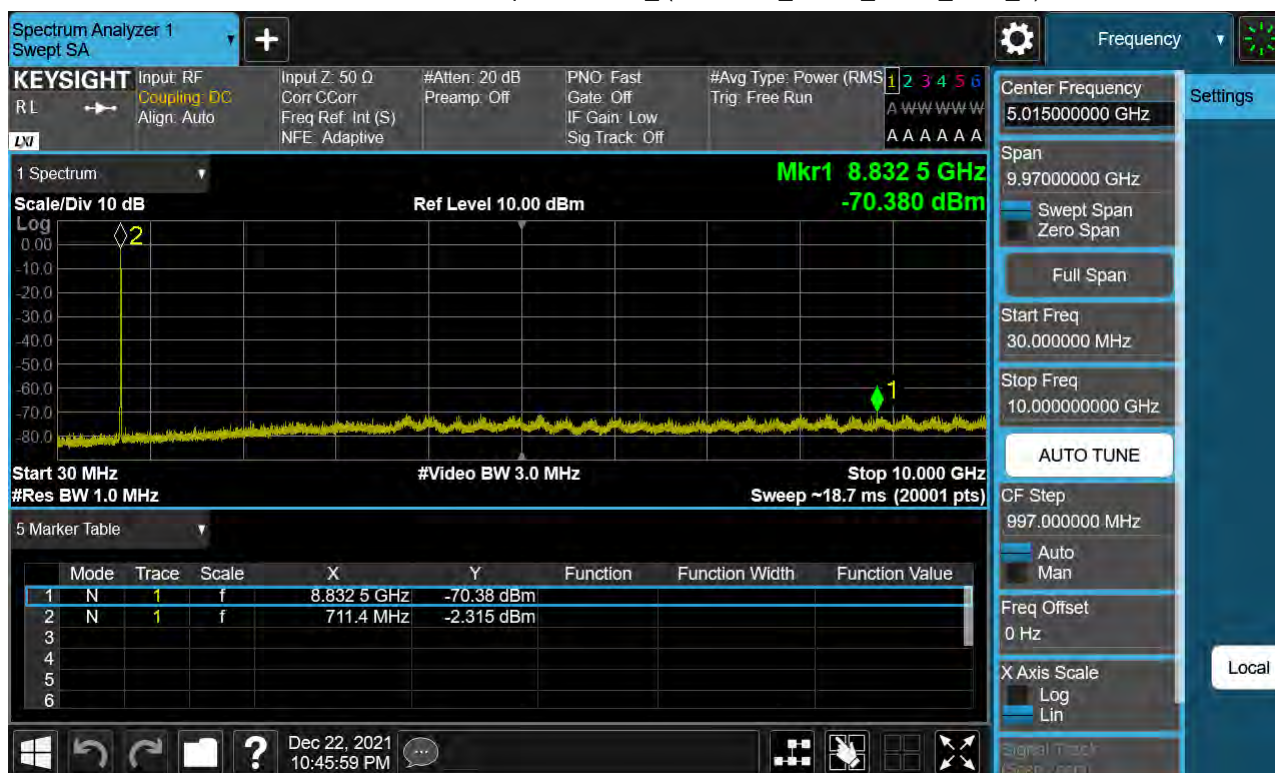 Spectrum Analyzer 1
Swept SA
+
Frequency
KEYSIGHT
RL
LXI
Input: RF
Coupling: DC
Align: Auto
Input Z: 50 Ω
Corr CCorr
Freq Ref: Int (S)
NFE: Adaptive
#Atten: 20 dB
Preamp: Off
PNO: Fast
Gate: Off
IF Gain: Low
Sig Track: Off
#Avg Type: Power (RMS
Trig: Free Run
1 2 3 4 5 6
A W W W W W
A A A A A A
1 Spectrum
Mkr1 8.832 5 GHz
-70.380 dBm
Scale/Div 10 dB
Ref Level 10.00 dBm
Log
0.00
-10.0
-20.0
-30.0
-40.0
-50.0
-60.0
-70.0
-80.0
2
1
Start 30 MHz
#Video BW 3.0 MHz
Stop 10.000 GHz
#Res BW 1.0 MHz
Sweep ~18.7 ms (20001 pts)
5 Marker Table
Mode Trace Scale X Y Function Function Width Function Value
1 N 1 f 8.832 5 GHz -70.38 dBm
2 N 1 f 711.4 MHz -2.315 dBm
3
4
5
6
?
Dec 22, 2021
10:45:59 PM
Center Frequency
5.015000000 GHz
Settings
Span
9.97000000 GHz
Swept Span
Zero Span
Full Span
Start Freq
30.000000 MHz
Stop Freq
10.000000000 GHz
AUTO TUNE
CF Step
997.000000 MHz
Auto
Man
Freq Offset
0 Hz
X Axis Scale
Log
Lin
Local
Signal Track